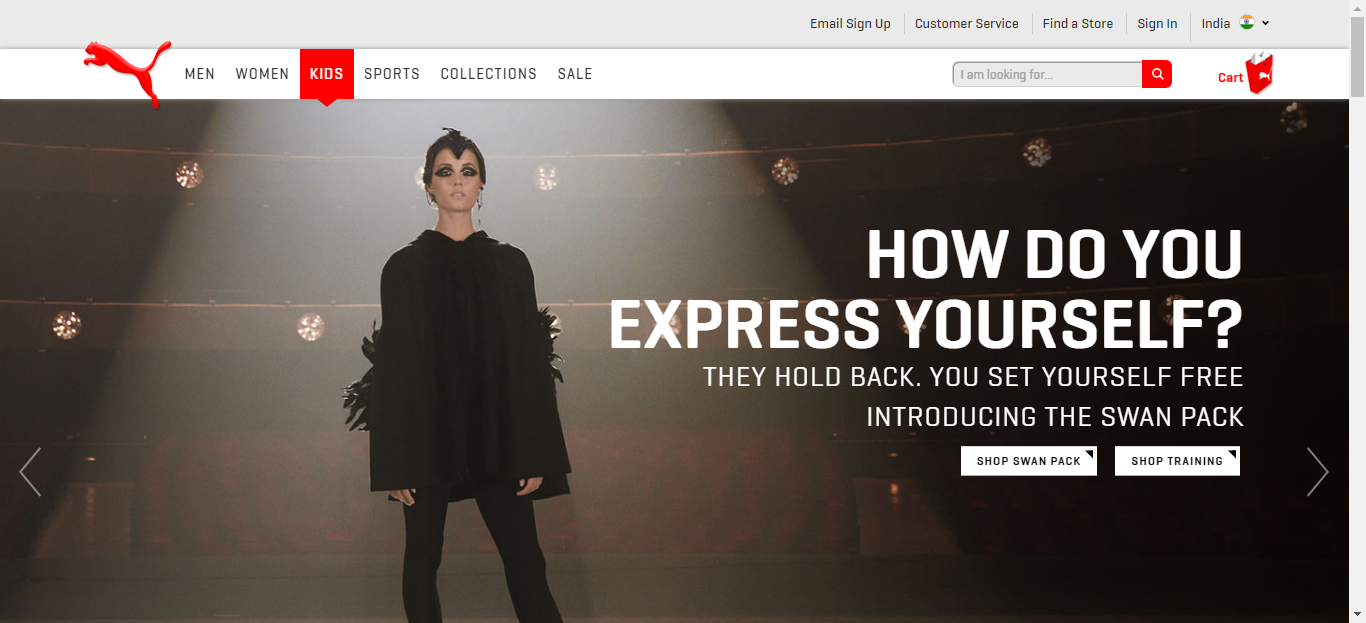 Email Sign Up Customer Service Find a Store Sign In India
MEN WOMEN KIDS SPORTS COLLECTIONS SALE I am looking for... Cart
HOW DO YOU
EXPRESS YOURSELF?
THEY HOLD BACK. YOU SET YOURSELF FREE
INTRODUCING THE SWAN PACK
SHOP SWAN PACK SHOP TRAINING